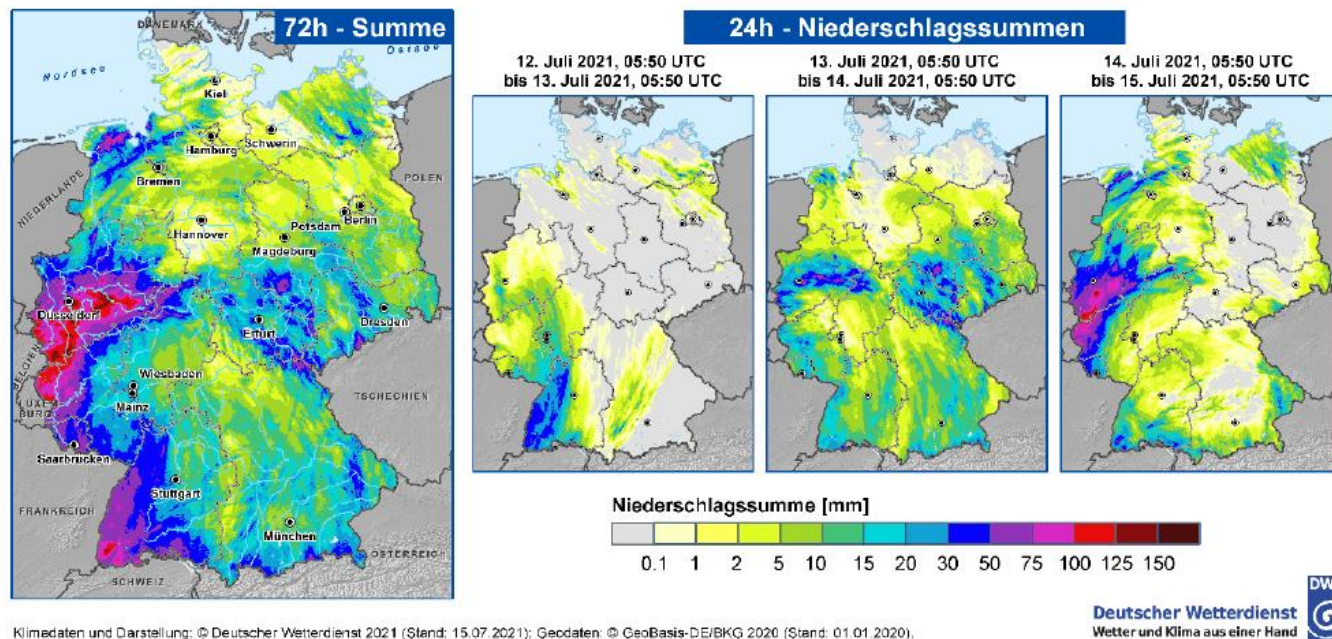 72h - Summe
DÄNEMARK
Ostsee
Nordsee
Kiel
Schwerin
Hamburg
Bremen
POLEN
NIEDERLANDE
Berlin
Potsdam
Hannover
Magdeburg
Düsseldorf
Dresden
Erfurt
BELGIEN
Wiesbaden
LUXEM-
BURG
Mainz
TSCHECHIEN
Saarbrücken
Stuttgart
FRANKREICH
München
ÖSTERREICH
SCHWEIZ
24h - Niederschlagssummen
12. Juli 2021, 05:50 UTC
bis 13. Juli 2021, 05:50 UTC
13. Juli 2021, 05:50 UTC
bis 14. Juli 2021, 05:50 UTC
14. Juli 2021, 05:50 UTC
bis 15. Juli 2021, 05:50 UTC
Niederschlagssumme [mm]
0.1 1 2 5 10 15 20 30 50 75 100 125 150
Klimadaten und Darstellung: © Deutscher Wetterdienst 2021 (Stand: 15.07.2021); Geodaten: © GeoBasis-DE/BKG 2020 (Stand: 01.01.2020).
Deutscher Wetterdienst
Wetter und Klima aus einer Hand
DW